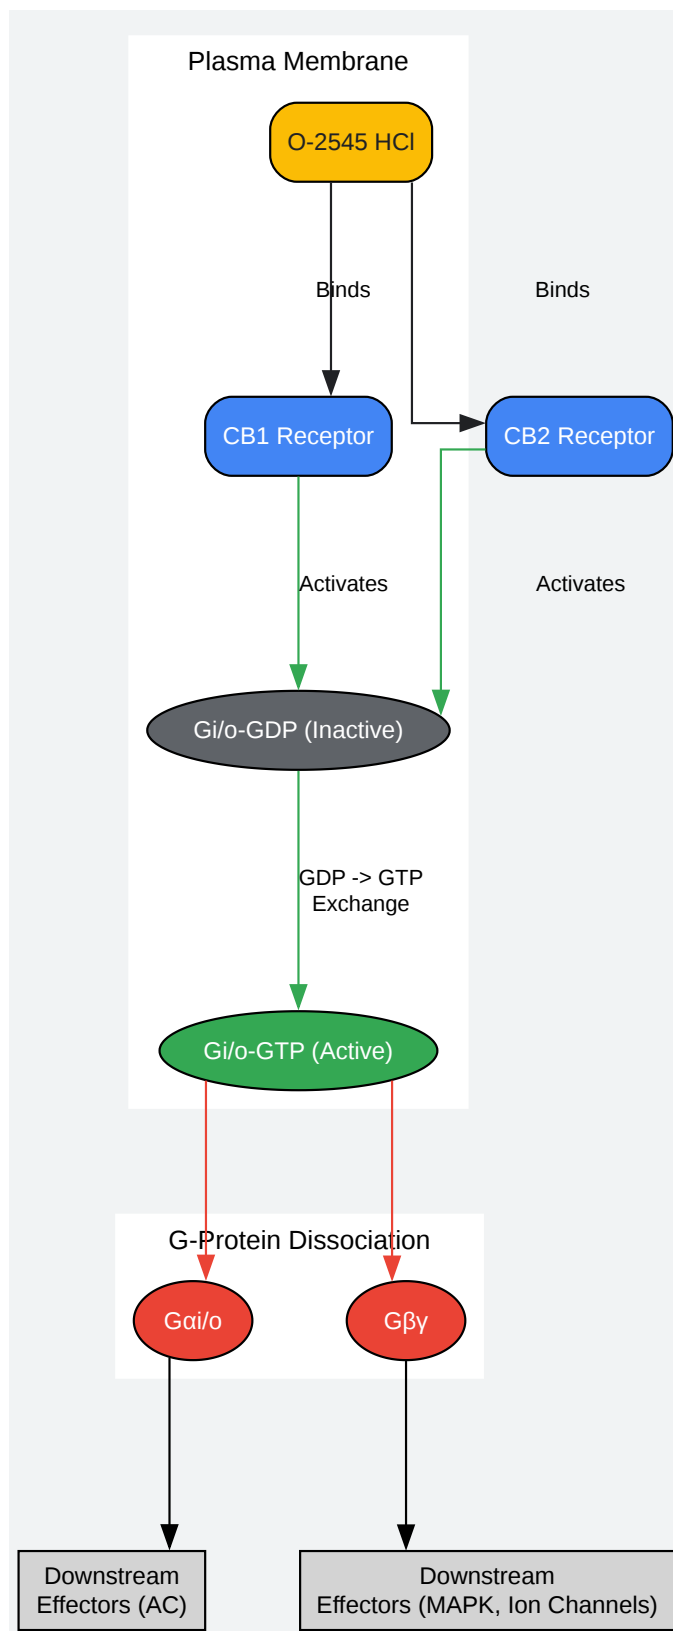 Plasma Membrane
O-2545 HCl
Binds
Binds
CB1 Receptor
CB2 Receptor
Activates
Activates
Gi/o-GDP (Inactive)
GDP -> GTP
Exchange
Gi/o-GTP (Active)
G-Protein Dissociation
Gαi/o
Gβγ
Downstream
Effectors (AC)
Downstream
Effectors (MAPK, Ion Channels)